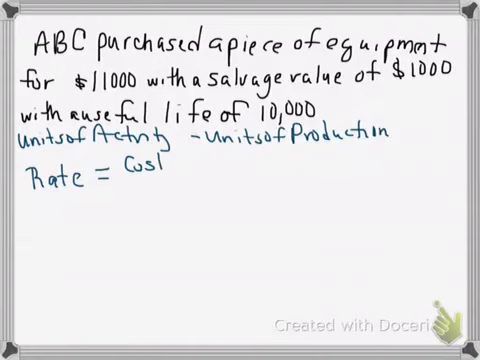 ABC purchased a piece of equipment
for $11000 with a salvage value of $1000
with a useful life of 10,000
Units of Activity - Units of Production
Rate = Cost
Created with Doceri